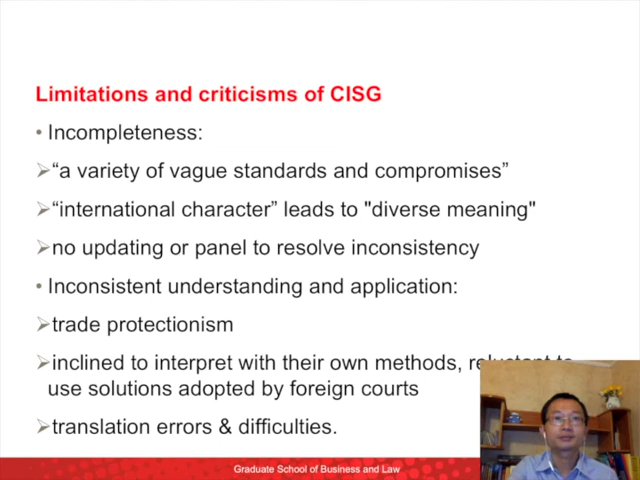 Limitations and criticisms of CISG
• Incompleteness:
➢“a variety of vague standards and compromises”
➢“international character” leads to "diverse meaning"
➢no updating or panel to resolve inconsistency
• Inconsistent understanding and application:
➢trade protectionism
➢inclined to interpret with their own methods, reluctant to
use solutions adopted by foreign courts
➢translation errors & difficulties.
Graduate School of Business and Law